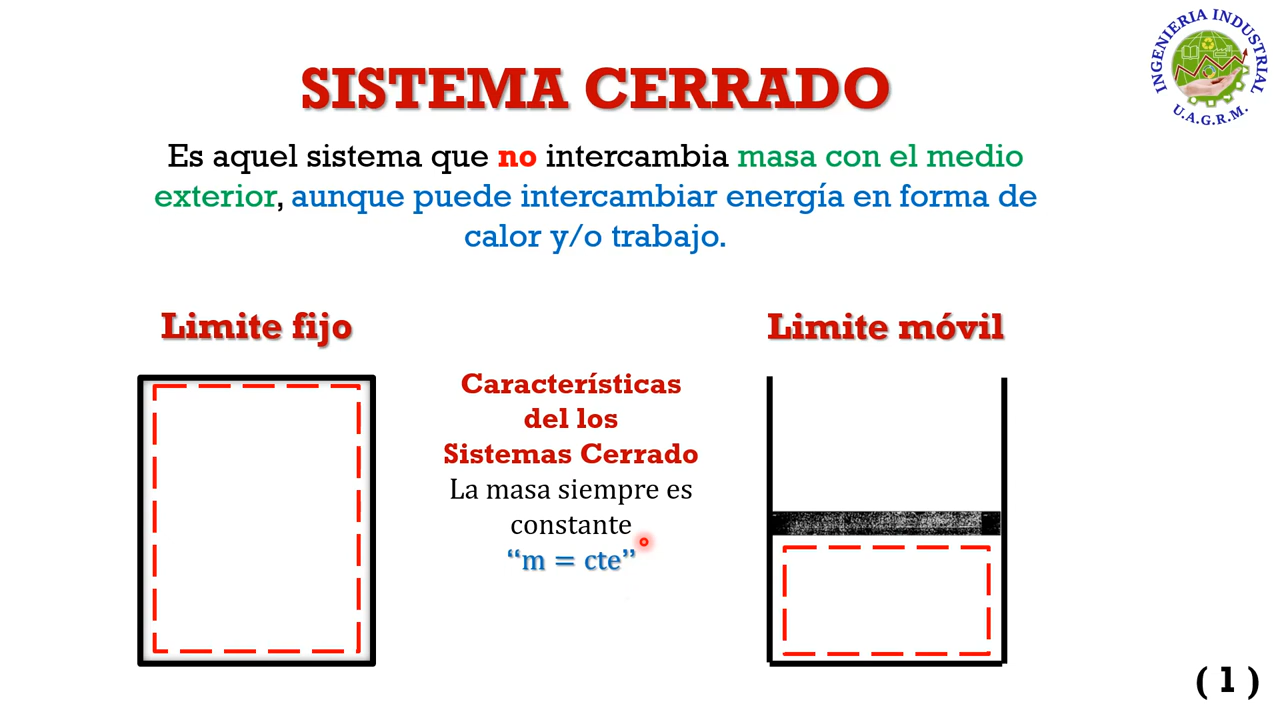 INGENIERIA INDUSTRIAL
U.A.G.R.M.
SISTEMA CERRADO
Es aquel sistema que no intercambia masa con el medio
exterior, aunque puede intercambiar energía en forma de
calor y/o trabajo.
Limite fijo
Limite móvil
Características
del los
Sistemas Cerrado
La masa siempre es
constante
“m = cte”
( 1 )